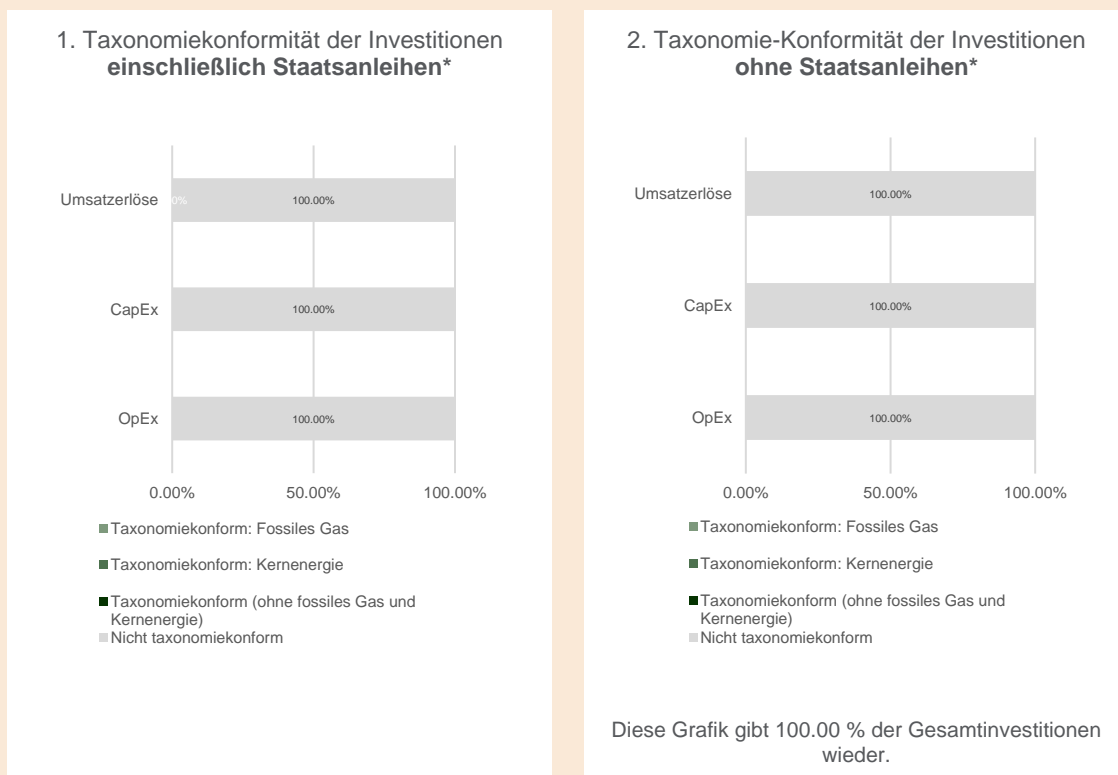 1. Taxonomiekonformität der Investitionen
einschließlich Staatsanleihen*
Umsatzerlöse
0%
100.00%
CapEx
100.00%
OpEx
100.00%
0.00%
50.00%
100.00%
Taxonomiekonform: Fossiles Gas
Taxonomiekonform: Kernenergie
Taxonomiekonform (ohne fossiles Gas und
Kernenergie)
Nicht taxonomiekonform
2. Taxonomie-Konformität der Investitionen
ohne Staatsanleihen*
Umsatzerlöse
100.00%
CapEx
100.00%
OpEx
100.00%
0.00%
50.00%
100.00%
Taxonomiekonform: Fossiles Gas
Taxonomiekonform: Kernenergie
Taxonomiekonform (ohne fossiles Gas und
Kernenergie)
Nicht taxonomiekonform
Diese Grafik gibt 100.00 % der Gesamtinvestitionen
wieder.